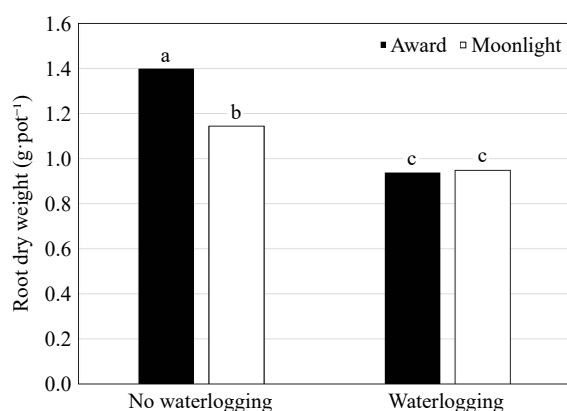 1.6
Award Moonlight
1.4
a
1.2
b
1.0
c c
0.8
0.6
0.4
0.2
0.0
Root dry weight (g·pot⁻¹)
No waterlogging Waterlogging